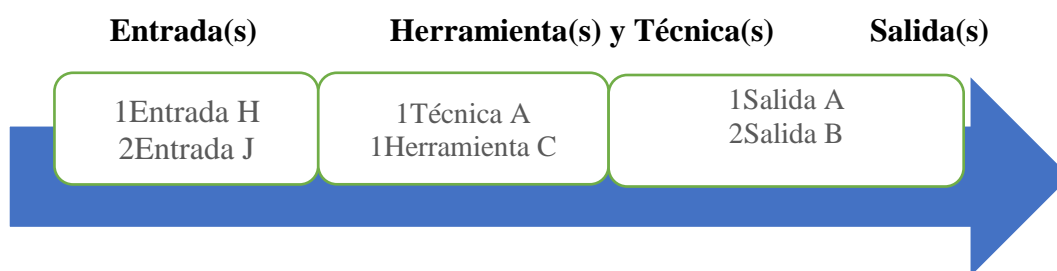 Entrada(s) Herramienta(s) y Técnica(s) Salida(s)
1Entrada H
2Entrada J
1Técnica A
1Herramienta C
1Salida A
2Salida B